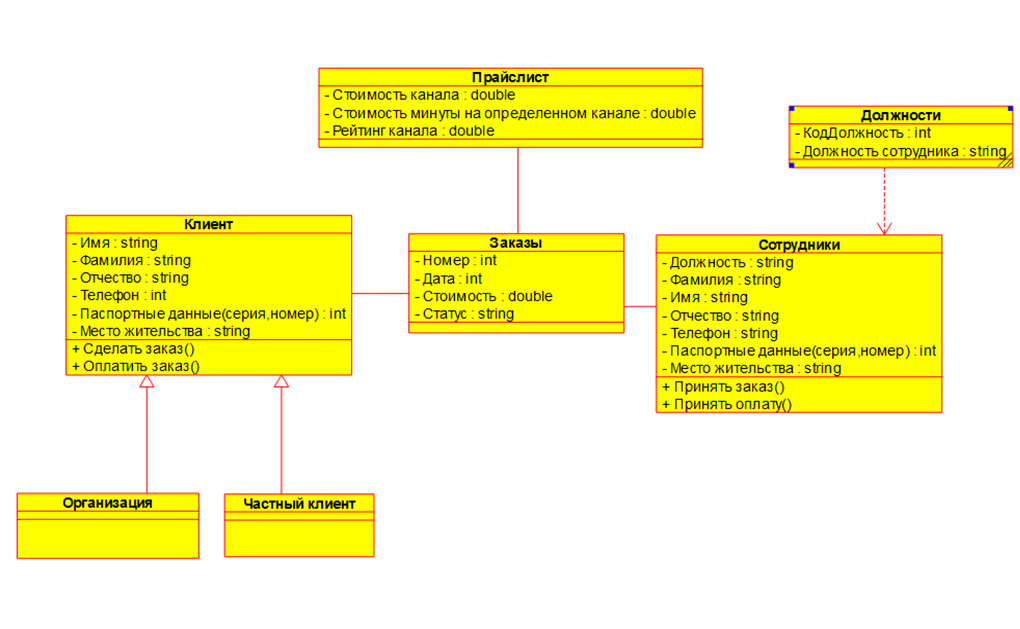 Прайслист
- Стоимость канала : double
- Стоимость минуты на определенном канале : double
- Рейтинг канала : double
Должности
- КодДолжность : int
- Должность сотрудника : string
Клиент
- Имя : string
- Фамилия : string
- Отчество : string
- Телефон : int
- Паспортные данные(серия,номер) : int
- Место жительства : string
+ Сделать заказ()
+ Оплатить заказ()
Заказы
- Номер : int
- Дата : int
- Стоимость : double
- Статус : string
Сотрудники
- Должность : string
- Фамилия : string
- Имя : string
- Отчество : string
- Телефон : string
- Паспортные данные(серия,номер) : int
- Место жительства : string
+ Принять заказ()
+ Принять оплату()
Организация
Частный клиент